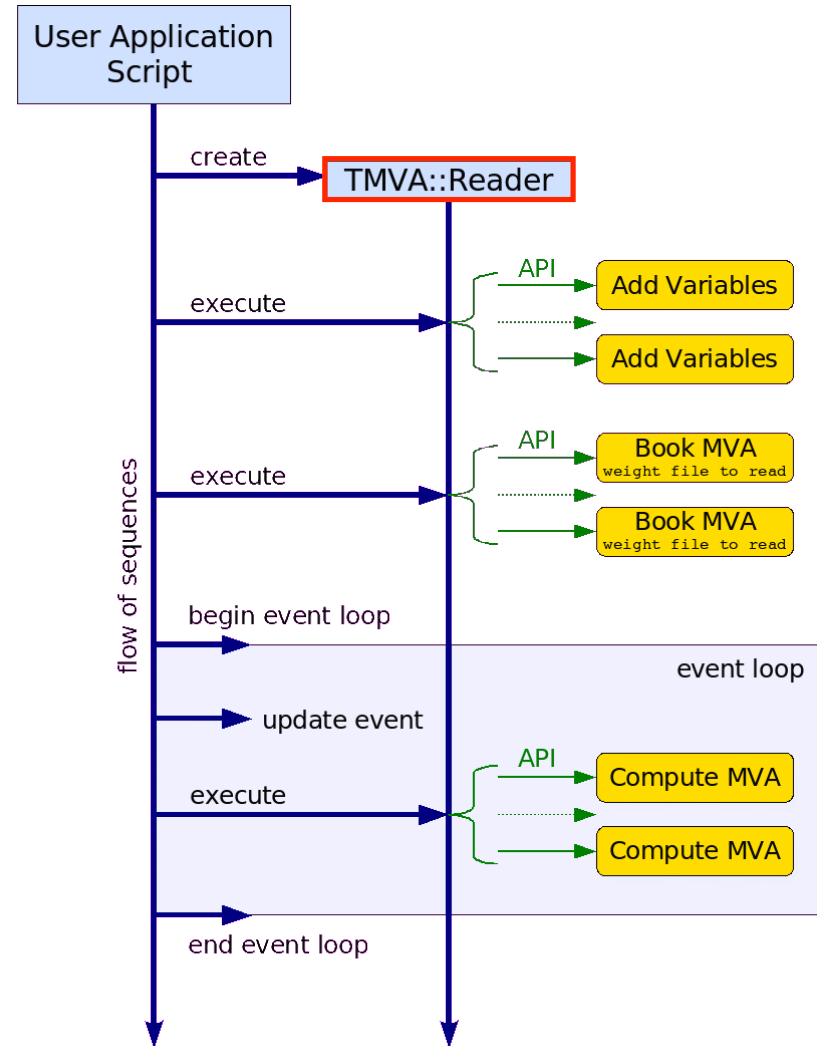 User Application
Script
create
TMVA::Reader
API
Add Variables
execute
Add Variables
API
Book MVA
weight file to read
execute
Book MVA
weight file to read
flow of sequences
begin event loop
event loop
update event
API
Compute MVA
execute
Compute MVA
end event loop